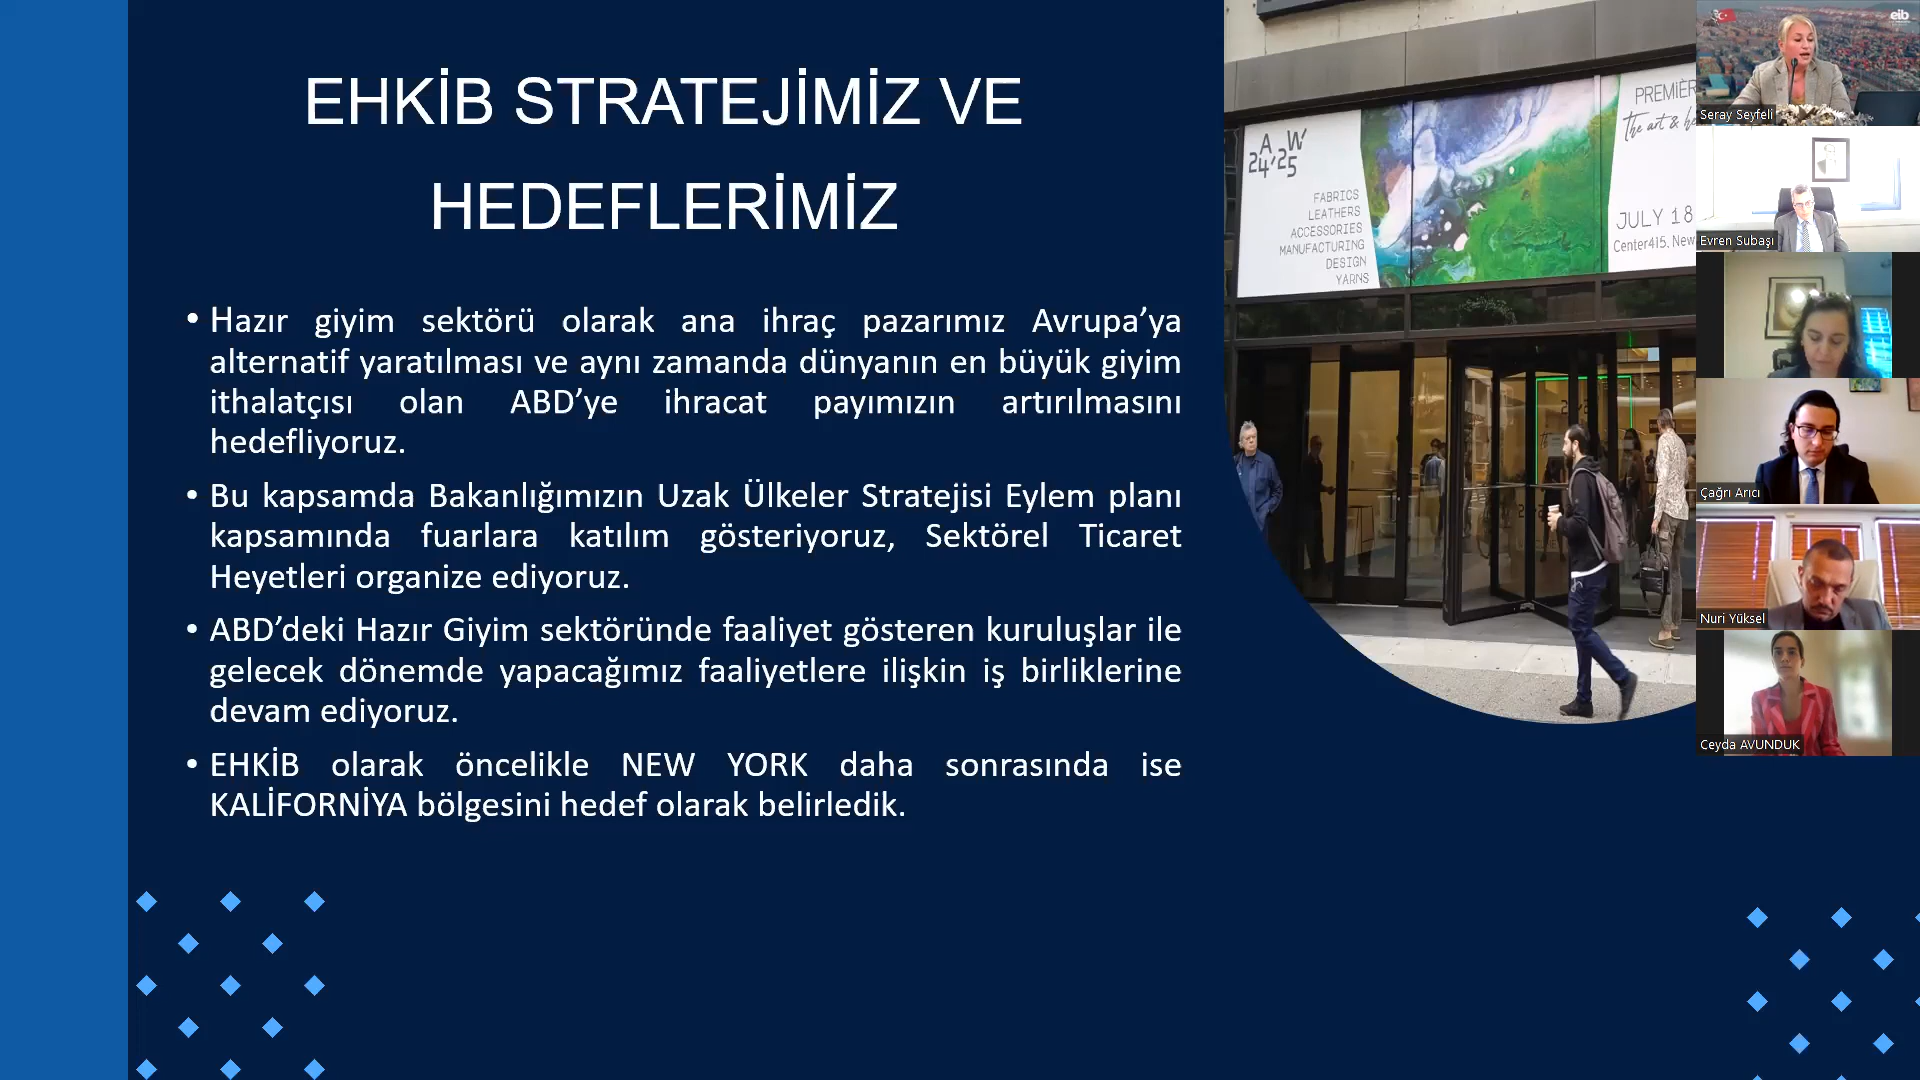 EHKİB STRATEJİMİZ VE
HEDEFLERİMİZ
• Hazır giyim sektörü olarak ana ihraç pazarımız Avrupa’ya
alternatif yaratılması ve aynı zamanda dünyanın en büyük giyim
ithalatçısı olan ABD’ye ihracat payımızın artırılmasını
hedefliyoruz.
• Bu kapsamda Bakanlığımızın Uzak Ülkeler Stratejisi Eylem planı
kapsamında fuarlara katılım gösteriyoruz, Sektörel Ticaret
Heyetleri organize ediyoruz.
• ABD’deki Hazır Giyim sektöründe faaliyet gösteren kuruluşlar ile
gelecek dönemde yapacağımız faaliyetlere ilişkin iş birliklerine
devam ediyoruz.
• EHKİB olarak öncelikle NEW YORK daha sonrasında ise
KALİFORNİYA bölgesini hedef olarak belirledik.
A W
24/25
FABRICS
LEATHERS
ACCESSORIES
MANUFACTURING
DESIGN
YARNS
PREMIÈR
The art & h
JULY 18
Center415, New
eib
Seray Seyfeli
Evren Subaşı
Çağrı Arıcı
Nuri Yüksel
Ceyda AVUNDUK